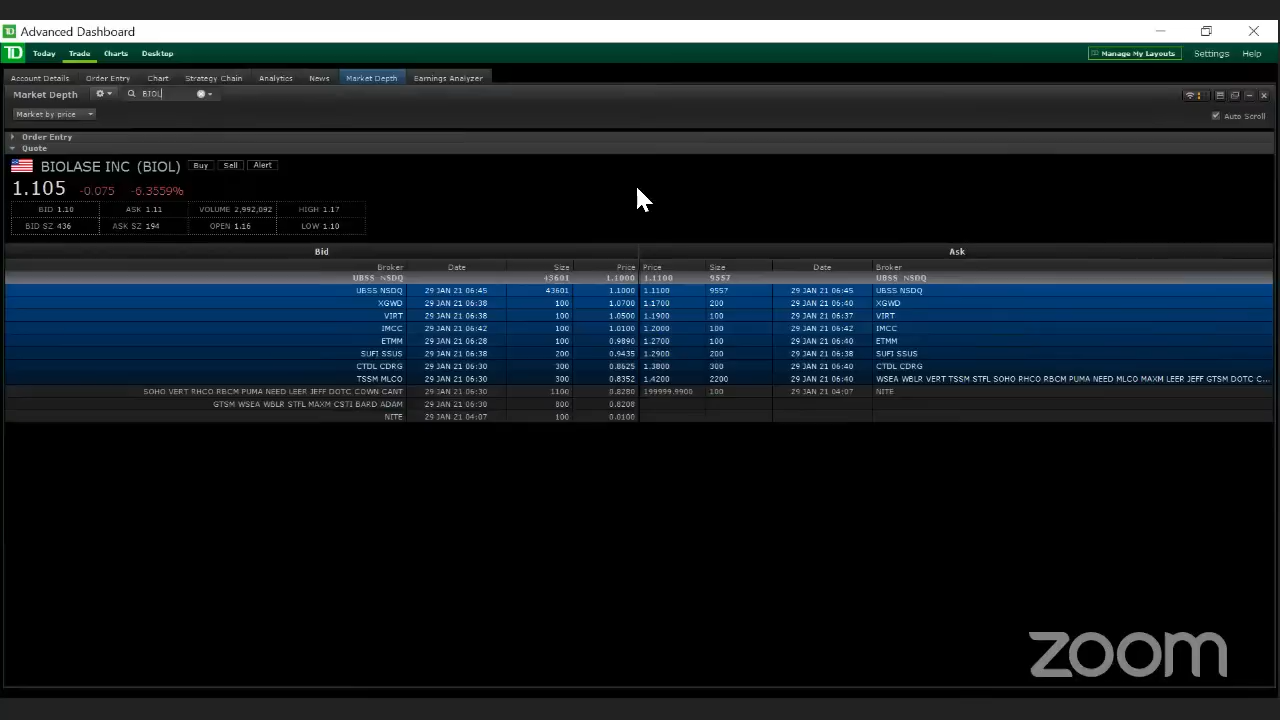 TD Advanced Dashboard
TD Today Trade Charts Desktop Manage My Layouts Settings Help
Account Details Order Entry Chart Strategy Chain Analytics News Market Depth Earnings Analyzer
Market Depth BIOL
Market by price Auto Scroll
Order Entry
Quote
BIOLASE INC (BIOL) Buy Sell Alert
1.105 -0.075 -6.3559%
BID 1.10 ASK 1.11 VOLUME 2,992,092 HIGH 1.17
BID SZ 436 ASK SZ 194 OPEN 1.16 LOW 1.10
Bid Ask
Broker Date Size Price Price Size Date Broker
UBSS NSDQ 43601 1.1000 1.1100 9557 UBSS NSDQ
UBSS NSDQ 29 JAN 21 06:45 43601 1.1000 1.1100 9557 29 JAN 21 06:45 UBSS NSDQ
XGWD 29 JAN 21 06:38 100 1.0700 1.1700 200 29 JAN 21 06:40 XGWD
VIRT 29 JAN 21 06:38 100 1.0500 1.1900 100 29 JAN 21 06:37 VIRT
IMCC 29 JAN 21 06:42 100 1.0100 1.2000 100 29 JAN 21 06:42 IMCC
ETMM 29 JAN 21 06:28 100 0.9890 1.2700 100 29 JAN 21 06:40 ETMM
SUFI SSUS 29 JAN 21 06:38 200 0.9435 1.2900 200 29 JAN 21 06:38 SUFI SSUS
CTDL CDRG 29 JAN 21 06:30 300 0.8625 1.3800 300 29 JAN 21 06:40 CTDL CDRG
TSSM MLCO 29 JAN 21 06:30 300 0.8352 1.4200 2200 29 JAN 21 06:40 WSEA WBLR VERT TSSM STFL SOHO RHCO RBCM PUMA NEED MLCO MAXM LEER JEFF GTSM DOTC C...
SOHO VERT RHCO RBCM PUMA NEED LEER JEFF DOTC COWN CANT 29 JAN 21 06:30 1100 0.8280 199999.9900 100 29 JAN 21 04:07 NITE
GTSM WSEA WBLR STFL MAXM CSTI BARD ADAM 29 JAN 21 06:30 800 0.8208
NITE 29 JAN 21 04:07 100 0.0100
zoom